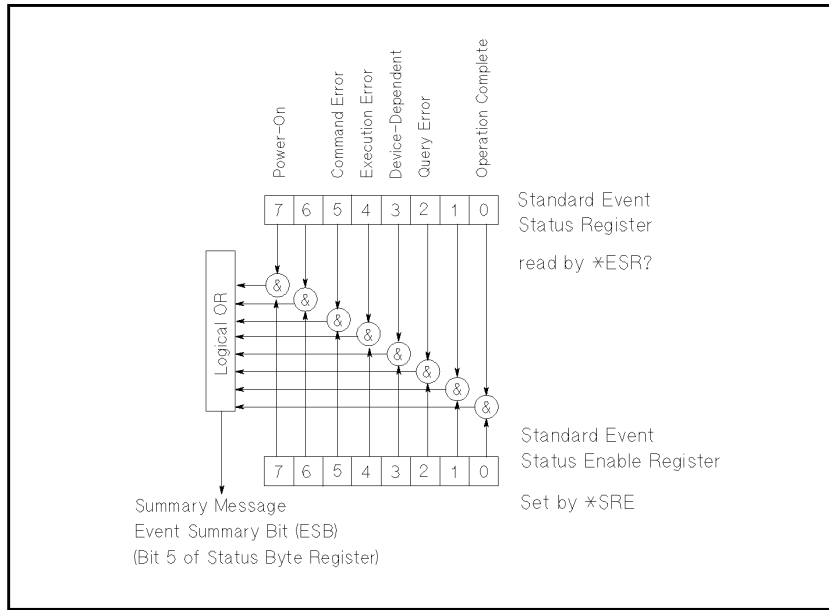 Power-On
Command Error
Execution Error
Device-Dependent
Query Error
Operation Complete
7 6 5 4 3 2 1 0
Standard Event
Status Register
read by *ESR?
Logical OR
&
&
&
&
&
&
&
&
7 6 5 4 3 2 1 0
Standard Event
Status Enable Register
Set by *SRE
Summary Message
Event Summary Bit (ESB)
(Bit 5 of Status Byte Register)